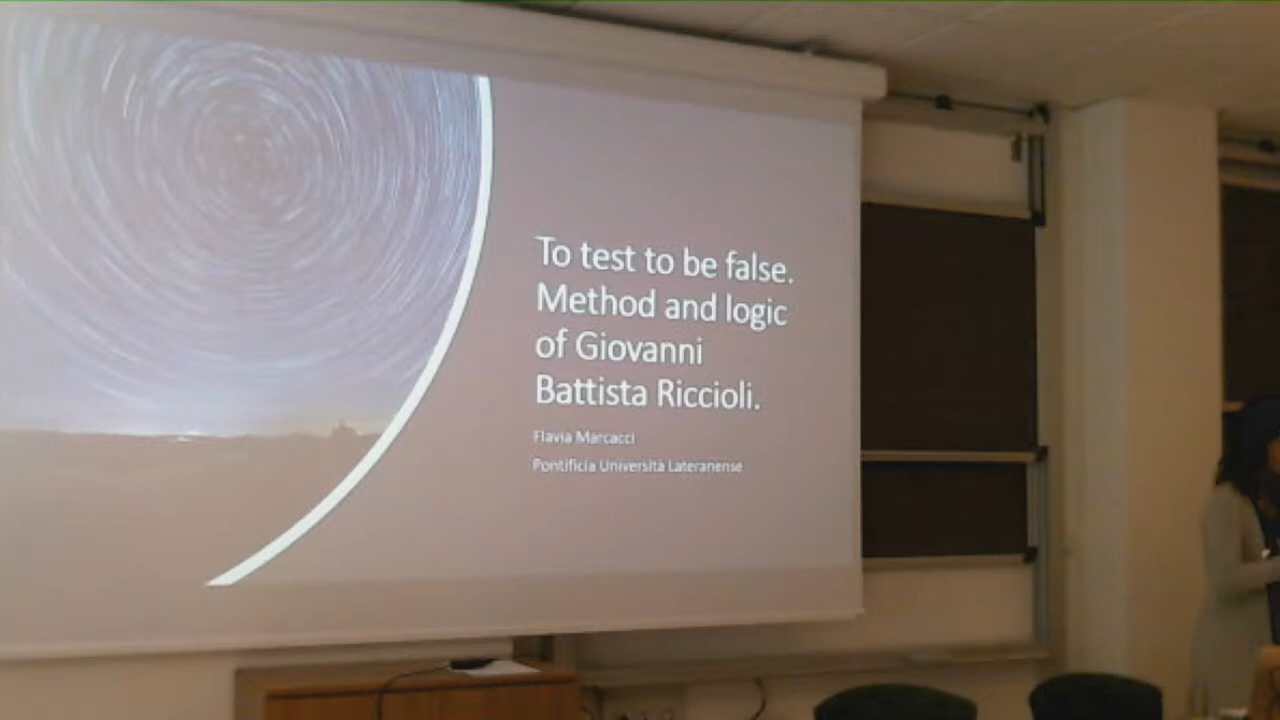 To test to be false.
Method and logic
of Giovanni
Battista Riccioli.
Flavia Marcacci
Pontificia Università Lateranense